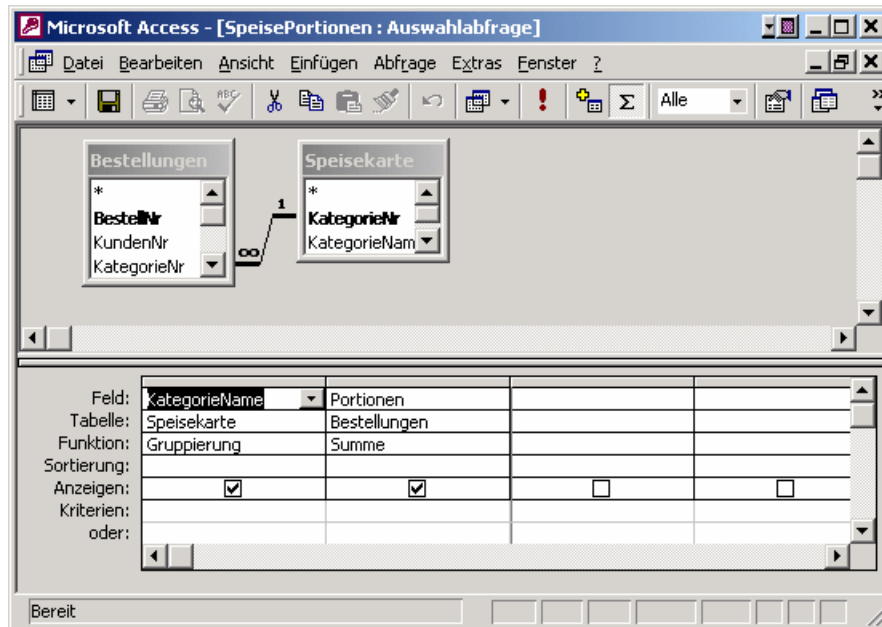 Microsoft Access - [SpeisePortionen : Auswahlabfrage]
Datei Bearbeiten Ansicht Einfügen Abfrage Extras Fenster ?
ABC Σ Alle
Bestellungen
*
BestellNr
KundenNr
KategorieNr
∞
1
Speisekarte
*
KategorieNr
KategorieNam
Feld: KategorieName Portionen
Tabelle: Speisekarte Bestellungen
Funktion: Gruppierung Summe
Sortierung:
Anzeigen:
Kriterien:
oder:
Bereit